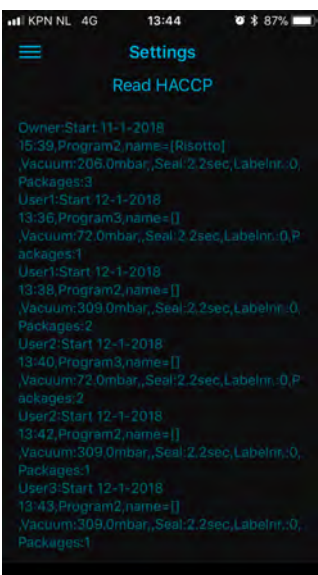 KPN NL 4G 13:44 87%
Settings
Read HACCP
Owner:Start 11-1-2018
15:39,Program2,name=[Risotto]
,Vacuum:206.0mbar,,Seal:2.2sec,Labelnr.:0,
Packages:3
User1:Start 12-1-2018
13:36,Program3,name=[]
,Vacuum:72.0mbar,,Seal:2.2sec,Labelnr.:0,P
ackages:1
User1:Start 12-1-2018
13:38,Program2,name=[]
,Vacuum:309.0mbar,,Seal:2.2sec,Labelnr.:0,
Packages:2
User2:Start 12-1-2018
13:40,Program3,name=[]
,Vacuum:72.0mbar,,Seal:2.2sec,Labelnr.:0,P
ackages:2
User2:Start 12-1-2018
13:42,Program2,name=[]
,Vacuum:309.0mbar,,Seal:2.2sec,Labelnr.:0,
Packages:1
User3:Start 12-1-2018
13:43,Program2,name=[]
,Vacuum:309.0mbar,,Seal:2.2sec,Labelnr.:0,
Packages:1